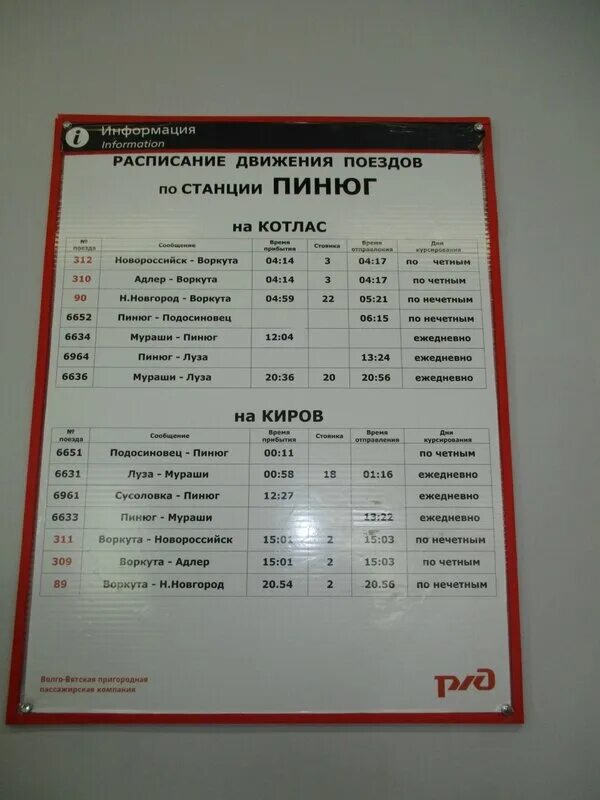 i Информация
Information
РАСПИСАНИЕ ДВИЖЕНИЯ ПОЕЗДОВ
по СТАНЦИИ ПИНЮГ
на КОТЛАС
№ поезда Сообщение Время прибытия Стоянка Время отправления Дни курсирования
312 Новороссийск - Воркута 04:14 3 04:17 по четным
310 Адлер - Воркута 04:14 3 04:17 по четным
90 Н.Новгород - Воркута 04:59 22 05:21 по нечетным
6652 Пинюг - Подосиновец 06:15 по нечетным
6634 Мураши - Пинюг 12:04 ежедневно
6964 Пинюг - Луза 13:24 ежедневно
6636 Мураши - Луза 20:36 20 20:56 ежедневно
на КИРОВ
№ поезда Сообщение Время прибытия Стоянка Время отправления Дни курсирования
6651 Подосиновец - Пинюг 00:11 по четным
6631 Луза - Мураши 00:58 18 01:16 ежедневно
6961 Сусоловка - Пинюг 12:27 ежедневно
6633 Пинюг - Мураши 13:22 ежедневно
311 Воркута - Новороссийск 15:01 2 15:03 по нечетным
309 Воркута - Адлер 15:01 2 15:03 по четным
89 Воркута - Н.Новгород 20.54 2 20.56 по нечетным
Волго-Вятская пригородная
пассажирская компания
РЖД